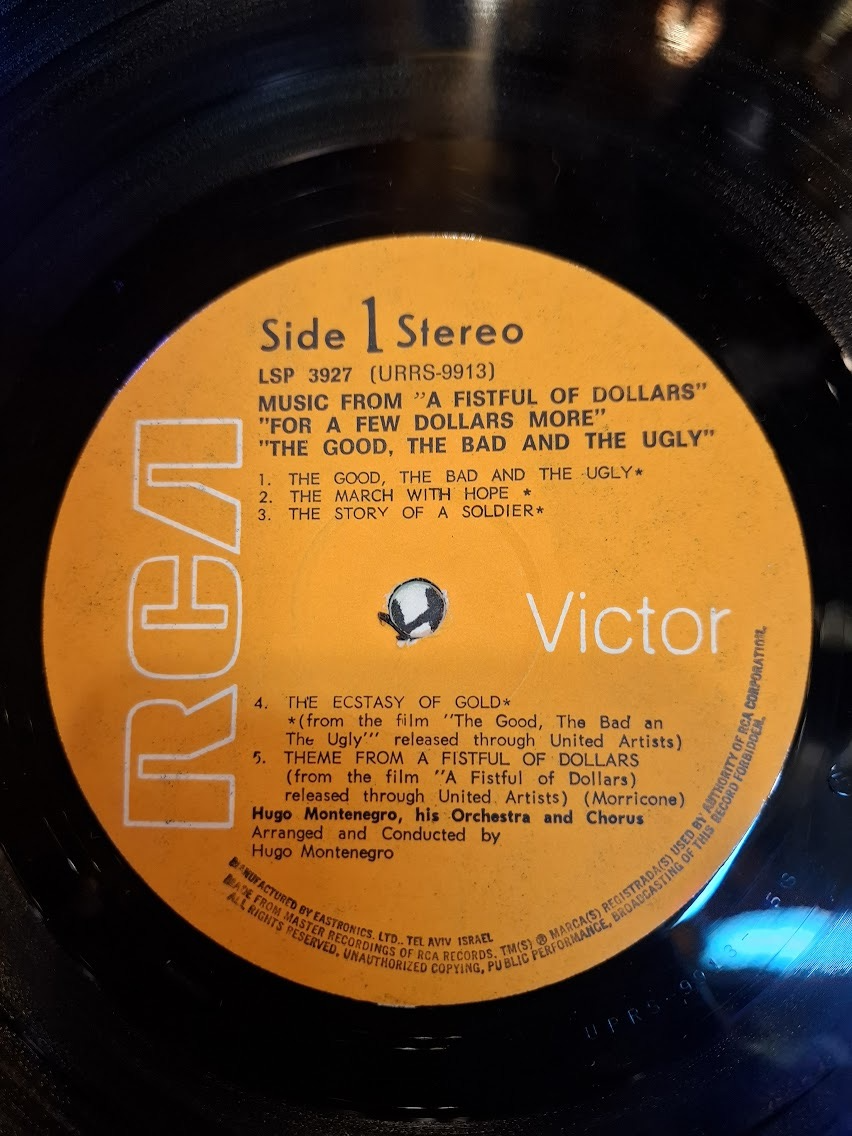 Side 1 Stereo
LSP 3927 (URRS-9913)
MUSIC FROM "A FISTFUL OF DOLLARS"
"FOR A FEW DOLLARS MORE"
"THE GOOD, THE BAD AND THE UGLY"
1. THE GOOD, THE BAD AND THE UGLY*
2. THE MARCH WITH HOPE *
3. THE STORY OF A SOLDIER*
RCA
Victor
4. THE ECSTASY OF GOLD*
*(from the film "The Good, The Bad an
The Ugly"' released through United Artists)
5. THEME FROM A FISTFUL OF DOLLARS
(from the film "A Fistful of Dollars)
released through United Artists) (Morricone)
Hugo Montenegro, his Orchestra and Chorus
Arranged and Conducted by
Hugo Montenegro
MANUFACTURED BY EASTRONICS. LTD.. TEL AVIV ISRAEL
MADE FROM MASTER RECORDINGS OF RCA RECORDS. TM(S) ® MARCA(S) REGISTRADA(S) USED BY AUTHORITY OF RCA CORPORATION.
ALL RIGHTS RESERVED. UNAUTHORIZED COPYING, PUBLIC PERFORMANCE, BROADCASTING OF THIS RECORD FORBIDDEN.